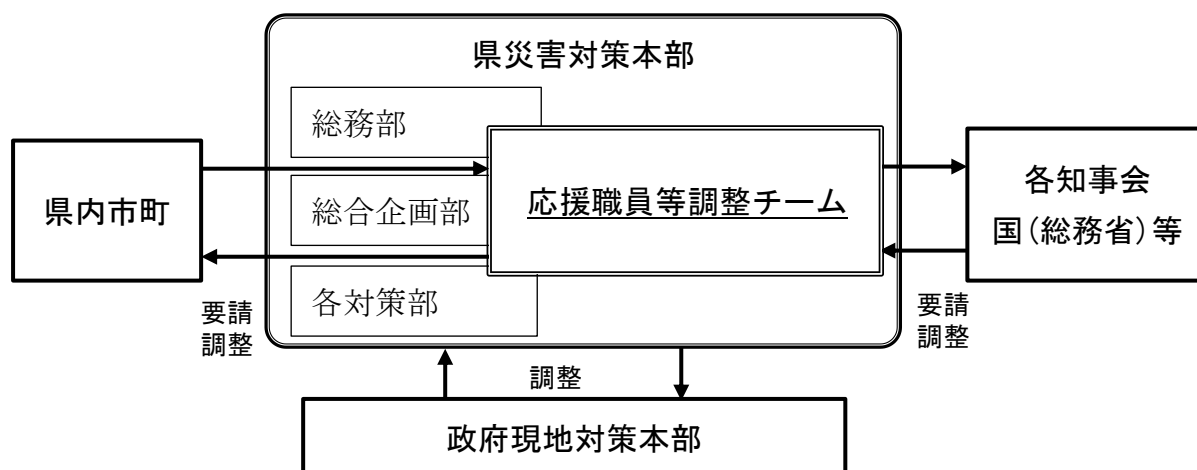 県災害対策本部
総務部
県内市町
総合企画部
応援職員等調整チーム
各知事会
国(総務省)等
各対策部
要請
調整
要請
調整
調整
政府現地対策本部